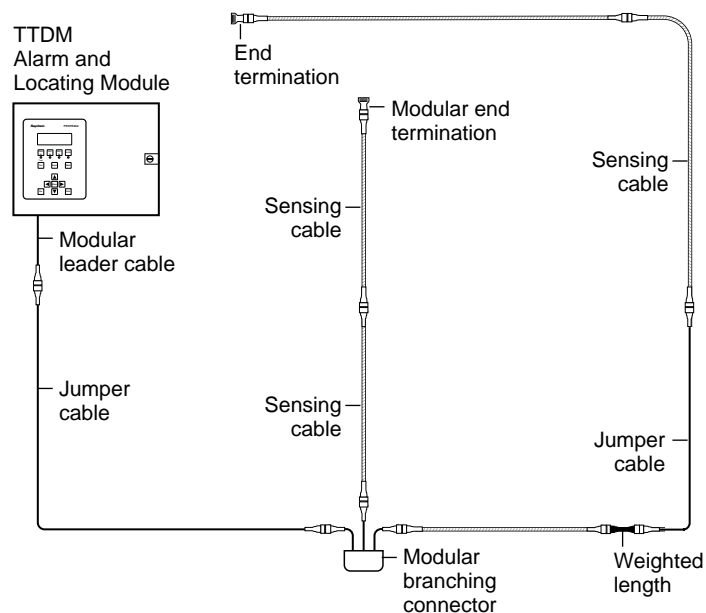 TTDM
Alarm and
Locating Module
End
termination
Modular end
termination
Sensing
cable
Sensing
cable
Modular
leader cable
Jumper
cable
Sensing
cable
Jumper
cable
Modular
branching
connector
Weighted
length